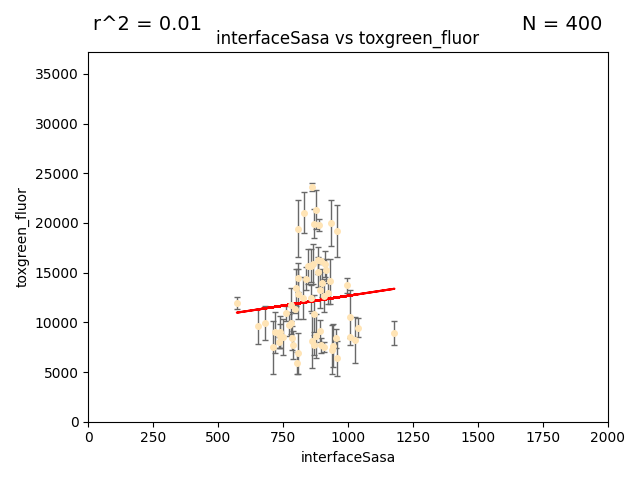 r^2 = 0.01
N = 400
interfaceSasa vs toxgreen_fluor
35000
30000
25000
20000
15000
10000
5000
0
toxgreen_fluor
0 250 500 750 1000 1250 1500 1750 2000
interfaceSasa